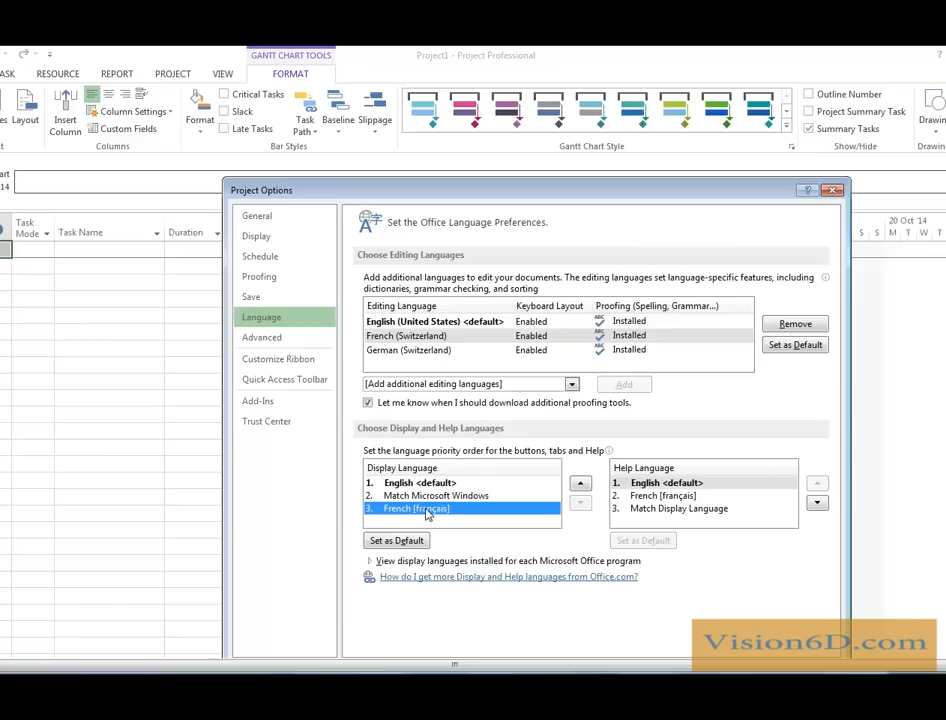 GANTT CHART TOOLS
Project1 - Project Professional
ASK RESOURCE REPORT PROJECT VIEW FORMAT
Layout
Insert Column
Column Settings
Custom Fields
Columns
Format
Critical Tasks
Slack
Late Tasks
Task Path
Baseline
Slippage
Bar Styles
Gantt Chart Style
Outline Number
Project Summary Task
Summary Tasks
Show/Hide
Task Mode
Task Name
Duration
20 Oct '14
S S M T W T
Project Options
General
Display
Schedule
Proofing
Save
Language
Advanced
Customize Ribbon
Quick Access Toolbar
Add-Ins
Trust Center
Set the Office Language Preferences.
Choose Editing Languages
Add additional languages to edit your documents. The editing languages set language-specific features, including
dictionaries, grammar checking, and sorting
Editing Language Keyboard Layout Proofing (Spelling, Grammar...)
English (United States) <default> Enabled Installed
French (Switzerland) Enabled Installed
German (Switzerland) Enabled Installed
Remove
Set as Default
[Add additional editing languages] Add
Let me know when I should download additional proofing tools.
Choose Display and Help Languages
Set the language priority order for the buttons, tabs and Help
Display Language
1. English <default>
2. Match Microsoft Windows
3. French [français]
Set as Default
Help Language
1. English <default>
2. French [français]
3. Match Display Language
Set as Default
View display languages installed for each Microsoft Office program
How do I get more Display and Help languages from Office.com?
Vision6D.com